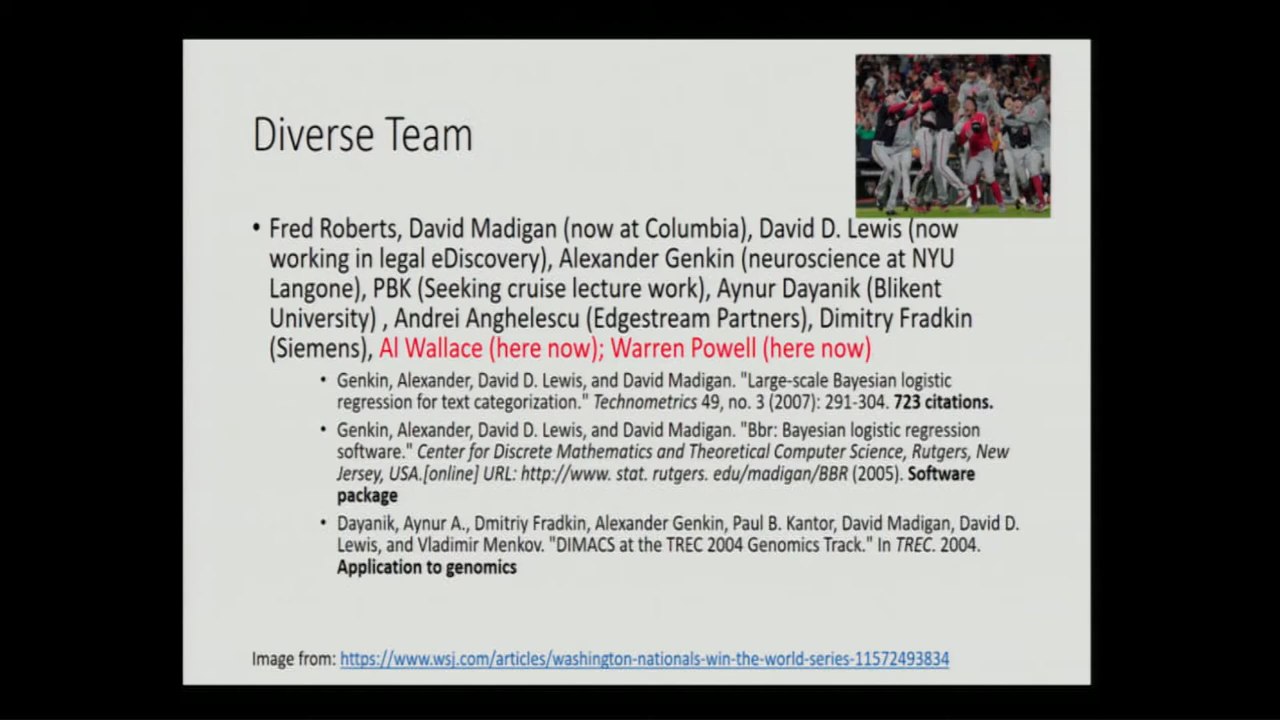 Diverse Team
• Fred Roberts, David Madigan (now at Columbia), David D. Lewis (now
working in legal eDiscovery), Alexander Genkin (neuroscience at NYU
Langone), PBK (Seeking cruise lecture work), Aynur Dayanik (Blikent
University) , Andrei Anghelescu (Edgestream Partners), Dimitry Fradkin
(Siemens), Al Wallace (here now); Warren Powell (here now)
• Genkin, Alexander, David D. Lewis, and David Madigan. "Large-scale Bayesian logistic
regression for text categorization." Technometrics 49, no. 3 (2007): 291-304. 723 citations.
• Genkin, Alexander, David D. Lewis, and David Madigan. "Bbr: Bayesian logistic regression
software." Center for Discrete Mathematics and Theoretical Computer Science, Rutgers, New
Jersey, USA.[online] URL: http://www. stat. rutgers. edu/madigan/BBR (2005). Software
package
• Dayanik, Aynur A., Dmitriy Fradkin, Alexander Genkin, Paul B. Kantor, David Madigan, David D.
Lewis, and Vladimir Menkov. "DIMACS at the TREC 2004 Genomics Track." In TREC. 2004.
Application to genomics
Image from: https://www.wsj.com/articles/washington-nationals-win-the-world-series-11572493834